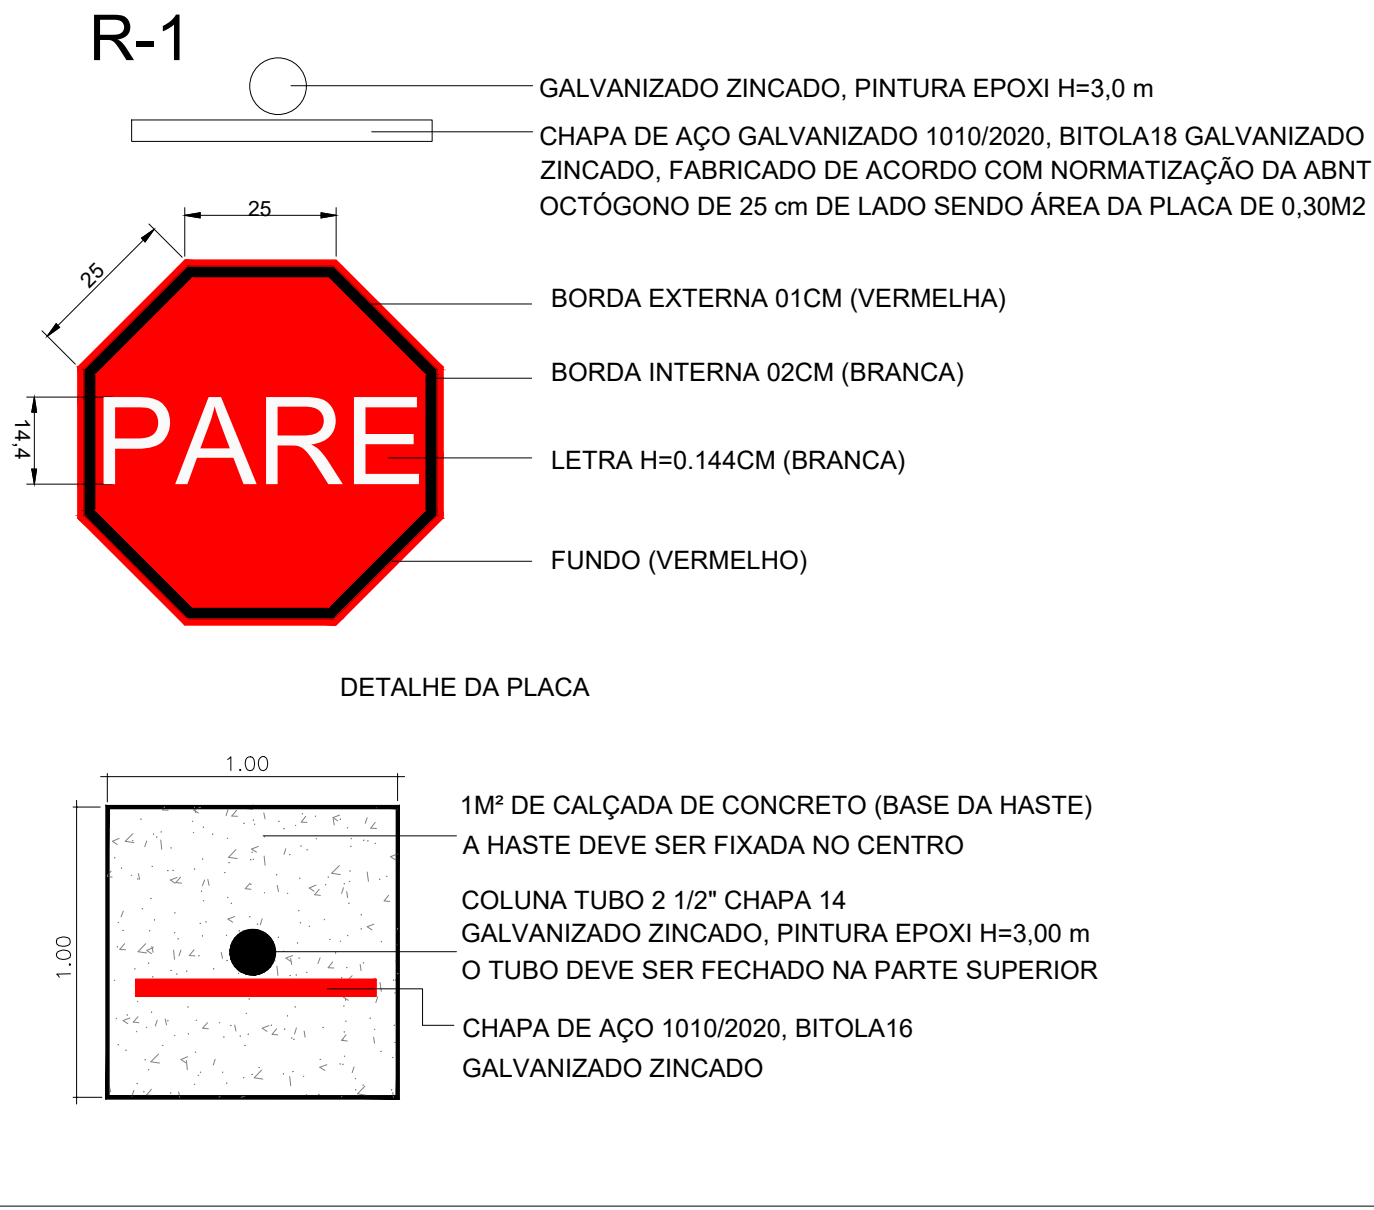 R-1
GALVANIZADO ZINCADO, PINTURA EPOXI H=3,0 m
CHAPA DE AÇO GALVANIZADO 1010/2020, BITOLA18 GALVANIZADO
ZINCADO, FABRICADO DE ACORDO COM NORMATIZAÇÃO DA ABNT
OCTÓGONO DE 25 cm DE LADO SENDO ÁREA DA PLACA DE 0,30M2
25
25
BORDA EXTERNA 01CM (VERMELHA)
BORDA INTERNA 02CM (BRANCA)
14,4
PARE
LETRA H=0.144CM (BRANCA)
FUNDO (VERMELHO)
DETALHE DA PLACA
1.00
1.00
1M² DE CALÇADA DE CONCRETO (BASE DA HASTE)
A HASTE DEVE SER FIXADA NO CENTRO
COLUNA TUBO 2 1/2" CHAPA 14
GALVANIZADO ZINCADO, PINTURA EPOXI H=3,00 m
O TUBO DEVE SER FECHADO NA PARTE SUPERIOR
CHAPA DE AÇO 1010/2020, BITOLA16
GALVANIZADO ZINCADO